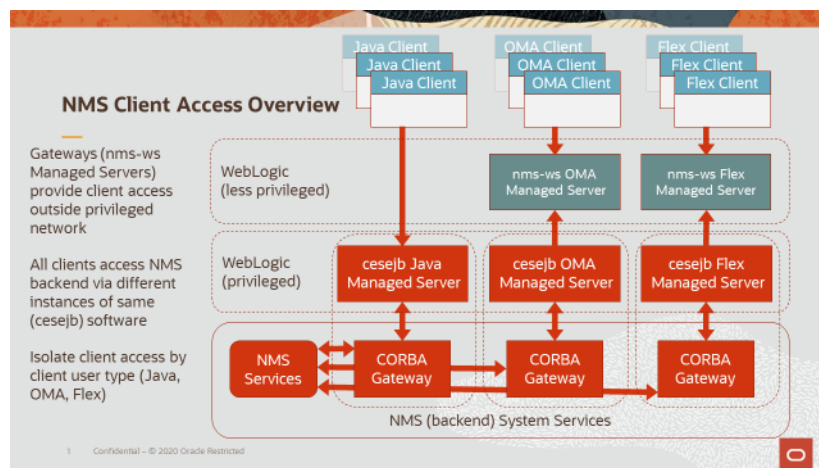 Java Client
Java Client
Java Client
OMA Client
OMA Client
OMA Client
Flex Client
Flex Client
Flex Client
NMS Client Access Overview
Gateways (nms-ws
Managed Servers)
provide client access
outside privileged
network
All clients access NMS
backend via different
instances of same
(cesejb) software
Isolate client access by
client user type (Java,
OMA, Flex)
WebLogic
(less privileged)
nms-ws OMA
Managed Server
nms-ws Flex
Managed Server
WebLogic
(privileged)
cesejb Java
Managed Server
cesejb OMA
Managed Server
cesejb Flex
Managed Server
NMS
Services
CORBA
Gateway
CORBA
Gateway
CORBA
Gateway
NMS (backend) System Services
1 Confidential – © 2020 Oracle Restricted